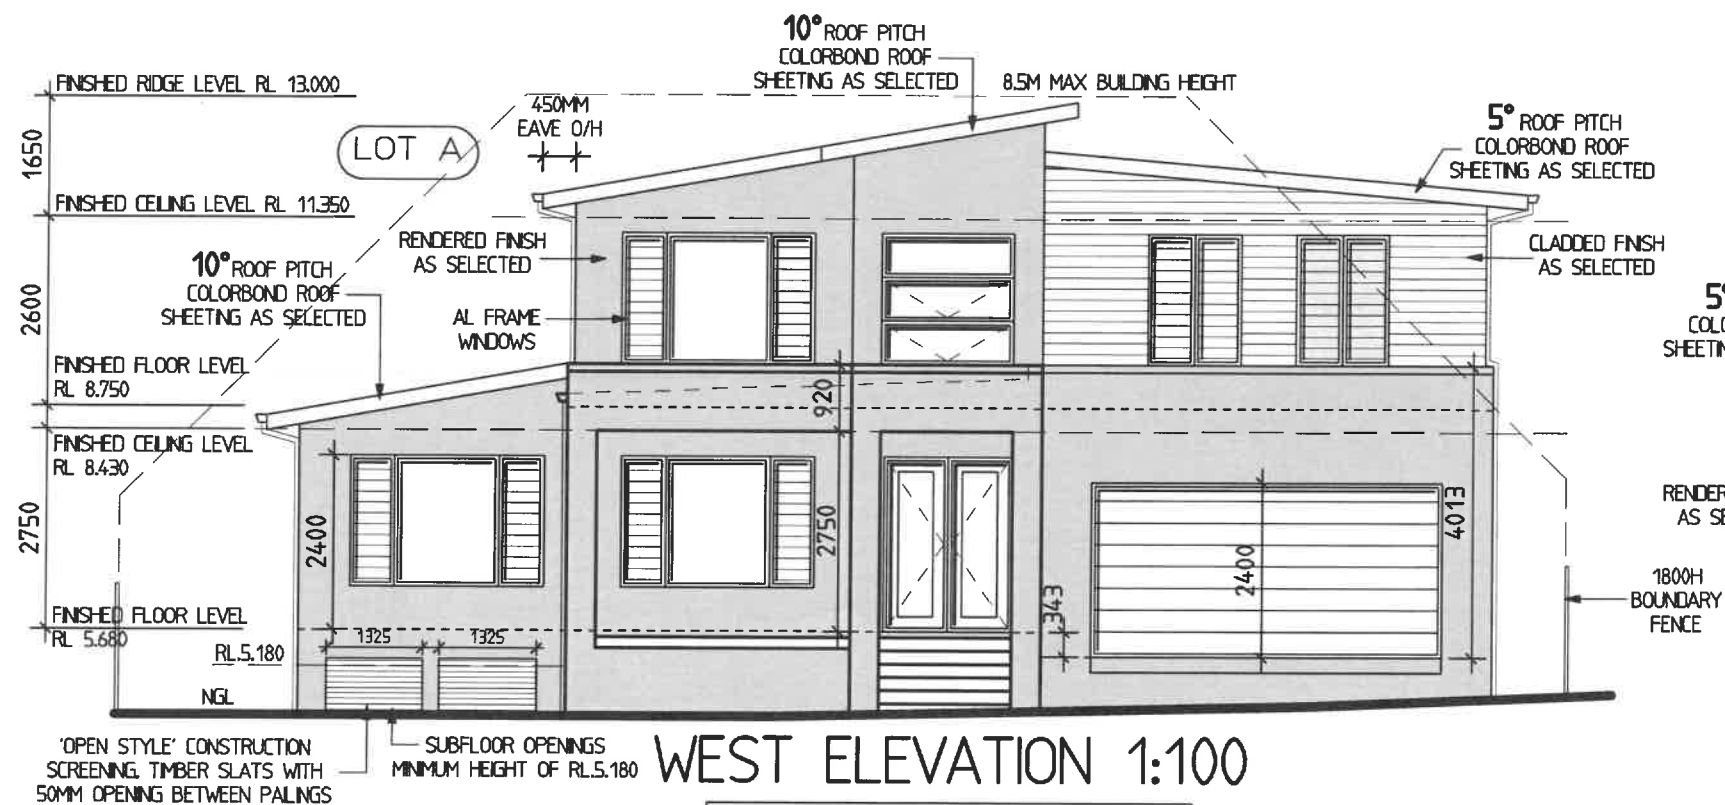 10° ROOF PITCH
COLORBOND ROOF
SHEETING AS SELECTED
FINISHED RIDGE LEVEL RL 13.000
450MM
EAVE O/H
8.5M MAX BUILDING HEIGHT
5° ROOF PITCH
COLORBOND ROOF
SHEETING AS SELECTED
LOT A
1650
FINISHED CEILING LEVEL RL 11.350
RENDERED FINISH
AS SELECTED
CLADDED FINISH
AS SELECTED
10° ROOF PITCH
COLORBOND ROOF
SHEETING AS SELECTED
2600
AL FRAME
WINDOWS
5°
SHEETIN
FINISHED FLOOR LEVEL
RL 8.750
920
FINISHED CEILING LEVEL
RL 8.430
2750
2400
2750
2400
4013
343
RENDER
AS SE
1800H
BOUNDARY
FENCE
FINISHED FLOOR LEVEL
RL 5.680
1325
1325
RL.5.180
NGL
'OPEN STYLE' CONSTRUCTION
SCREENING. TIMBER SLATS WITH
50MM OPENING BETWEEN PALINGS
SUBFLOOR OPENINGS
MINIMUM HEIGHT OF RL.5.180
WEST ELEVATION 1:100